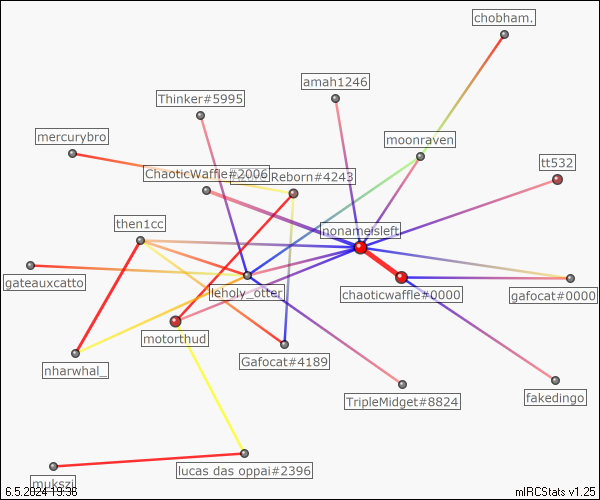 chobham.
amah1246
Thinker#5995
mercurybro
moonraven
tt532
ChaoticWaffle#2006
Reborn#4243
then1cc
nonameisleft
gateauxcatto
leholy_otter
chaoticwaffle#0000
gafocat#0000
motorthud
Gafocat#4189
nharwhal_
TripleMidget#8824
fakedingo
lucas das oppai#2396
mukszi
6.5.2024 19:36
mIRCStats v1.25